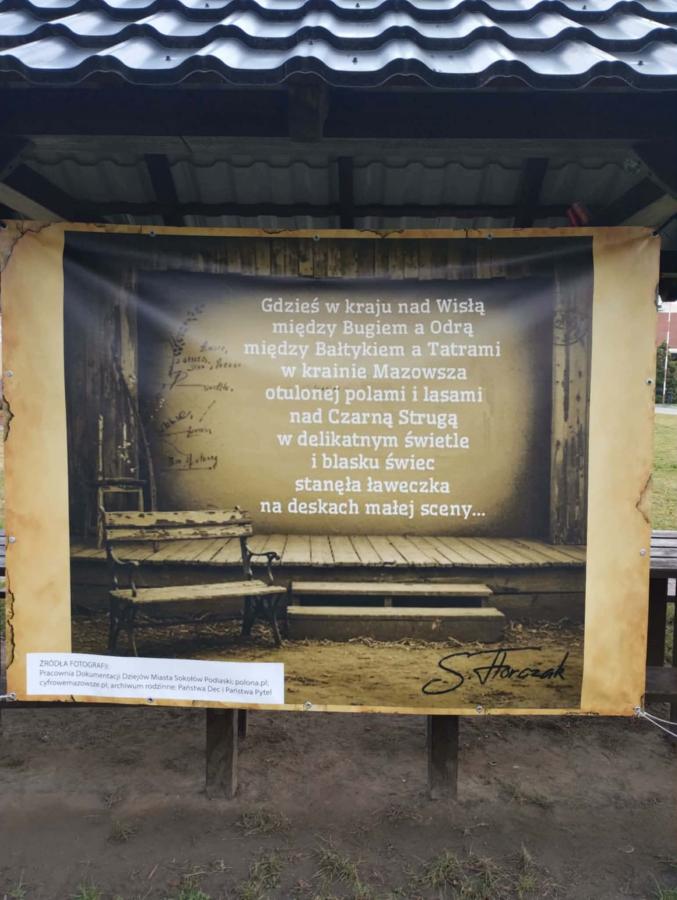 Gdzieś w kraju nad Wisłą
między Bugiem a Odrą
między Bałtykiem a Tatrami
w krainie Mazowsza
otulonej polami i lasami
nad Czarną Strugą
w delikatnym świetle
i blasku świec
stanęła ławeczka
na deskach małej sceny...
ŹRÓDŁA FOTOGRAFII:
Pracownia Dokumentacji Dziejów Miasta Sokołów Podlaski; polona.pl;
cyfrowemazowsze.pl; archiwum rodzinne: Państwa Dec i Państwa Pytel